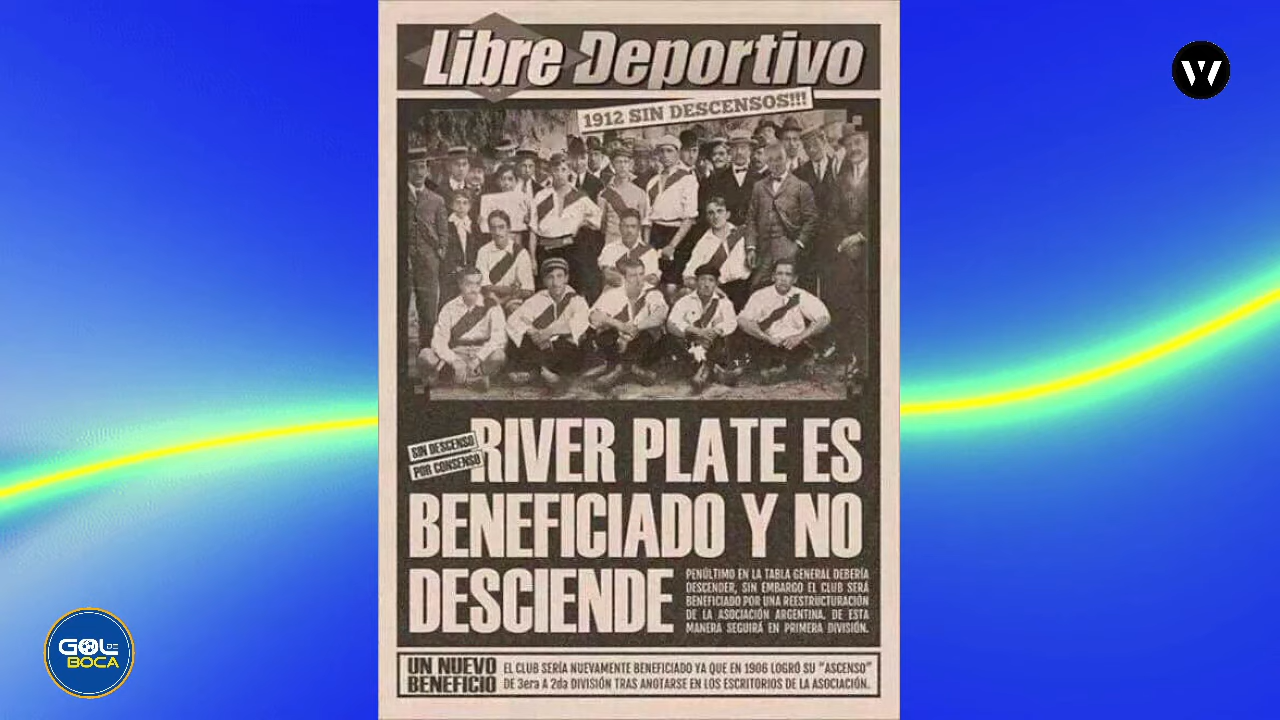 Libre Deportivo
1912 SIN DESCENSOS!!!
SIN DESCENSO
POR CONSENSO
RIVER PLATE ES
BENEFICIADO Y NO
DESCIENDE
PENÚLTIMO EN LA TABLA GENERAL DEBERÍA
DESCENDER, SIN EMBARGO EL CLUB SERÁ
BENEFICIADO POR UNA REESTRUCTURACIÓN
DE LA ASOCIACIÓN ARGENTINA. DE ESTA
MANERA SEGUIRÁ EN PRIMERA DIVISIÓN.
UN NUEVO
BENEFICIO
EL CLUB SERÍA NUEVAMENTE BENEFICIADO YA QUE EN 1906 LOGRÓ SU "ASCENSO"
DE 3era A 2da DIVISIÓN TRAS ANOTARSE EN LOS ESCRITORIOS DE LA ASOCIACIÓN.
W
GOL DE
BOCA